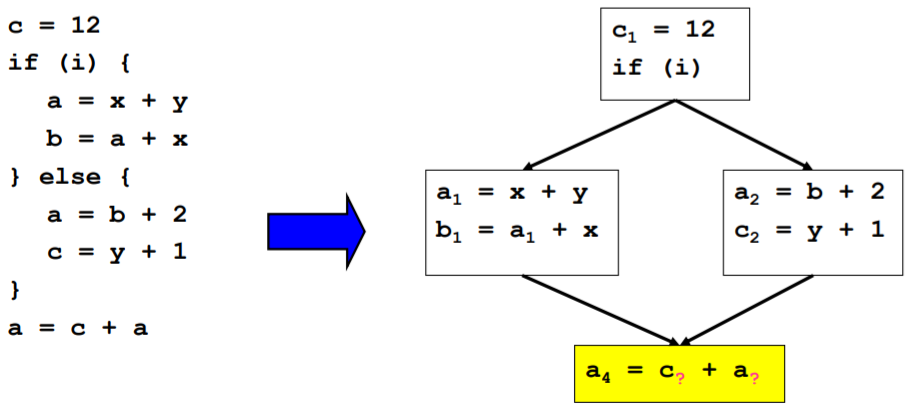 c = 12
if (i) {
a = x + y
b = a + x
} else {
a = b + 2
c = y + 1
}
a = c + a
c₁ = 12
if (i)
a₁ = x + y
b₁ = a₁ + x
a₂ = b + 2
c₂ = y + 1
a₄ = c? + a?